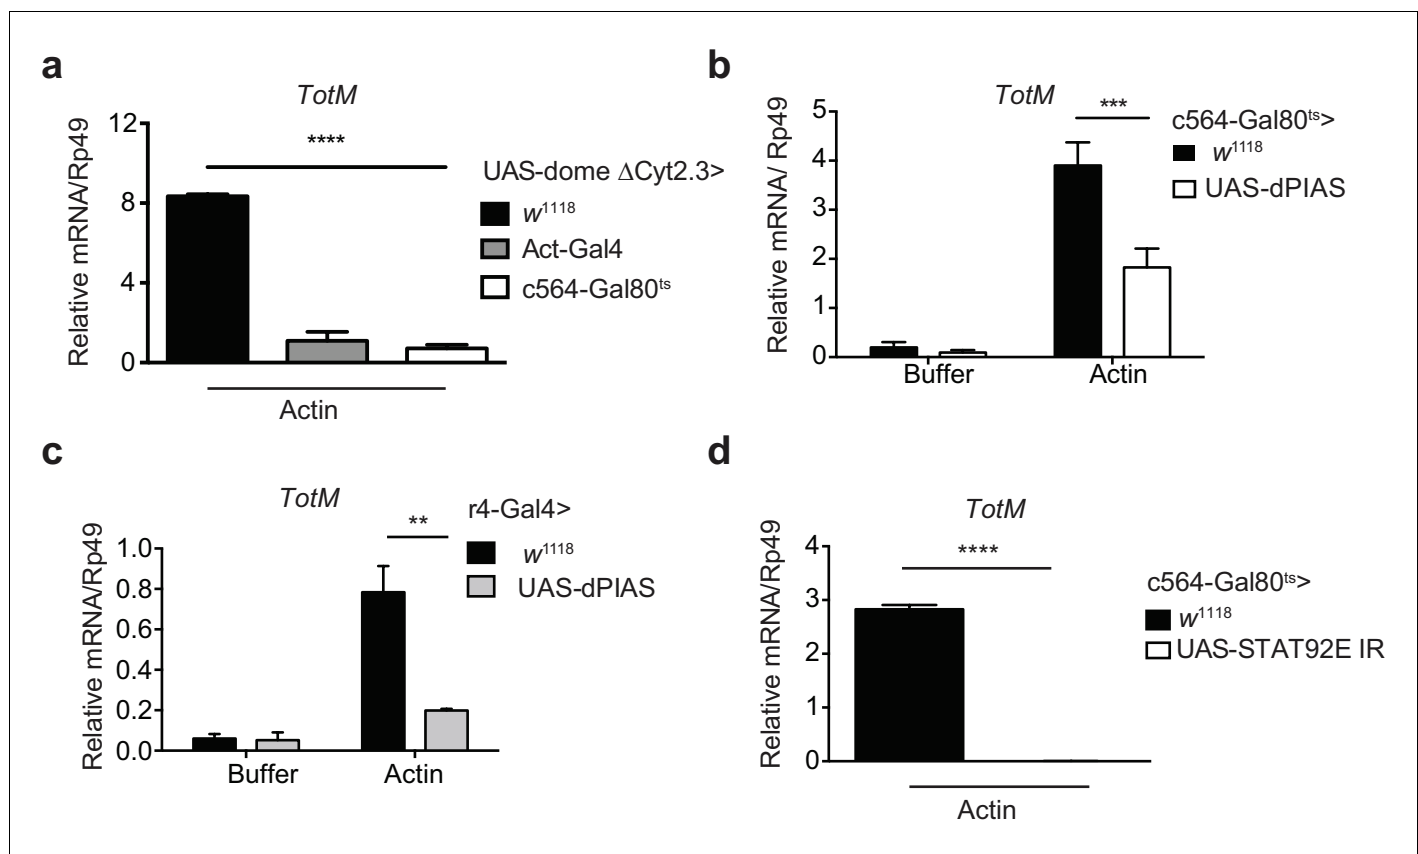 a
TotM
Relative mRNA/Rp49
12
8
4
0
****
UAS-dome ΔCyt2.3>
w1118
Act-Gal4
c564-Gal80ts
Actin
b
TotM
Relative mRNA/ Rp49
5
4
3
2
1
0
***
c564-Gal80ts>
w1118
UAS-dPIAS
Buffer Actin
c
TotM
Relative mRNA/Rp49
1.0
0.8
0.6
0.4
0.2
0.0
**
r4-Gal4>
w1118
UAS-dPIAS
Buffer Actin
d
TotM
Relative mRNA/Rp49
4
3
2
1
0
****
c564-Gal80ts>
w1118
UAS-STAT92E IR
Actin